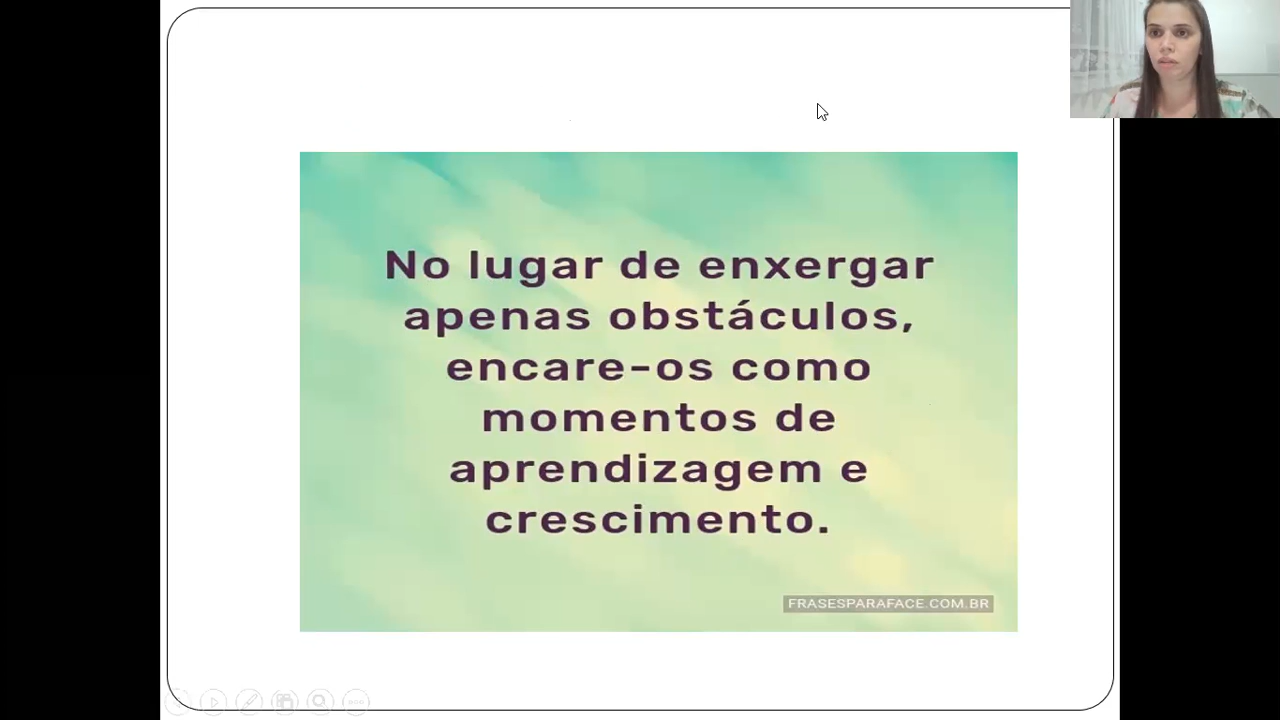 No lugar de enxergar
apenas obstáculos,
encare-os como
momentos de
aprendizagem e
crescimento.
FRASESPARAFACE.COM.BR